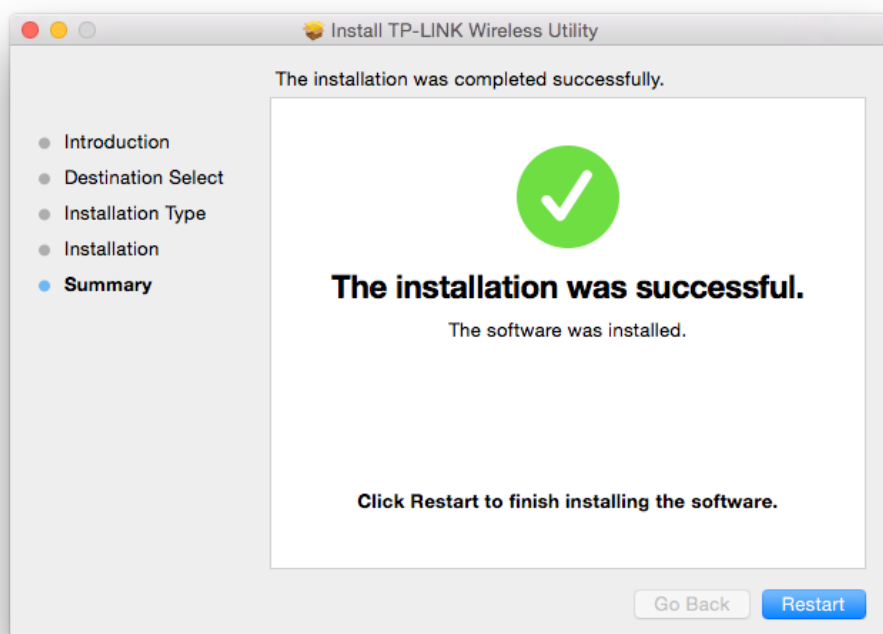 Install TP-LINK Wireless Utility
The installation was completed successfully.
Introduction
Destination Select
Installation Type
Installation
Summary
The installation was successful.
The software was installed.
Click Restart to finish installing the software.
Go Back
Restart